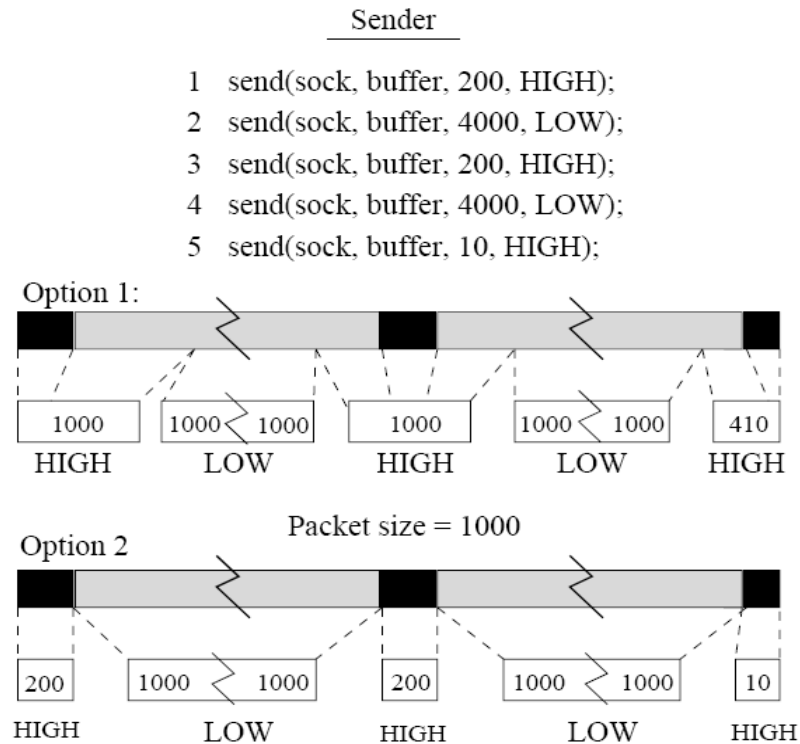 Sender
1 send(sock, buffer, 200, HIGH);
2 send(sock, buffer, 4000, LOW);
3 send(sock, buffer, 200, HIGH);
4 send(sock, buffer, 4000, LOW);
5 send(sock, buffer, 10, HIGH);
Option 1:
1000 1000 1000 1000 1000 1000 410
HIGH LOW HIGH LOW HIGH
Packet size = 1000
Option 2
200 1000 1000 200 1000 1000 10
HIGH LOW HIGH LOW HIGH